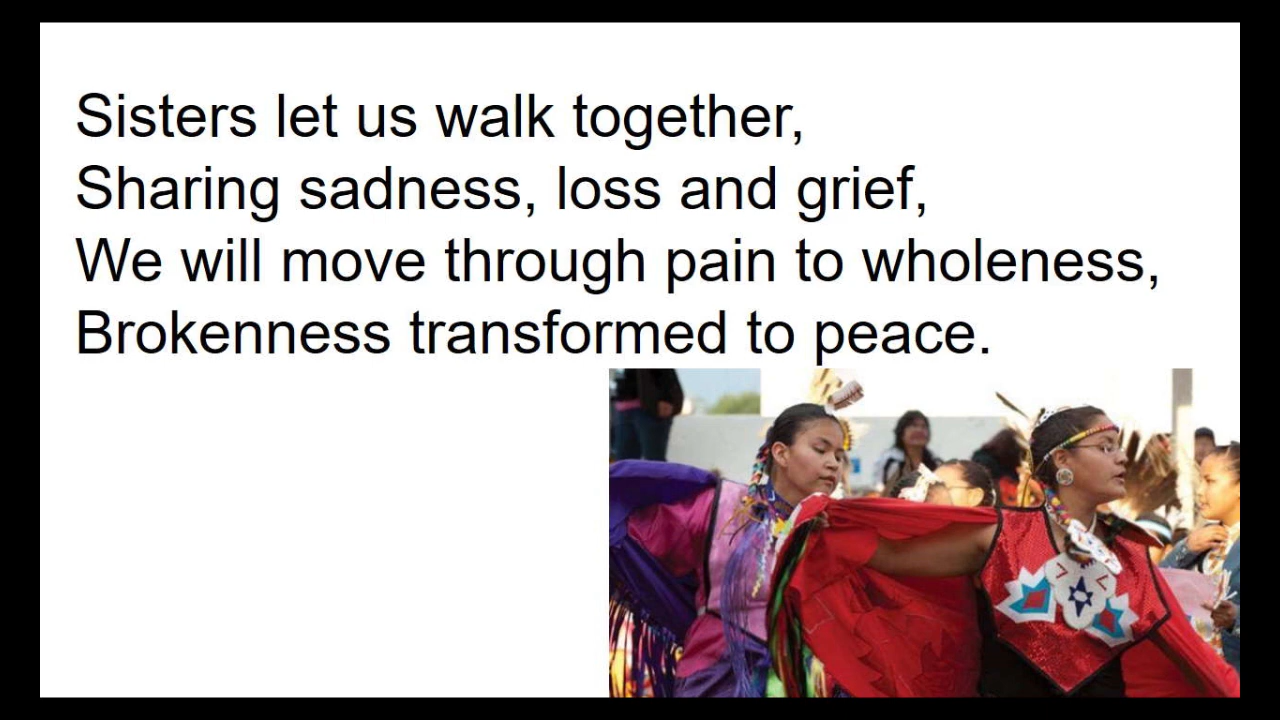 Sisters let us walk together,
Sharing sadness, loss and grief,
We will move through pain to wholeness,
Brokenness transformed to peace.